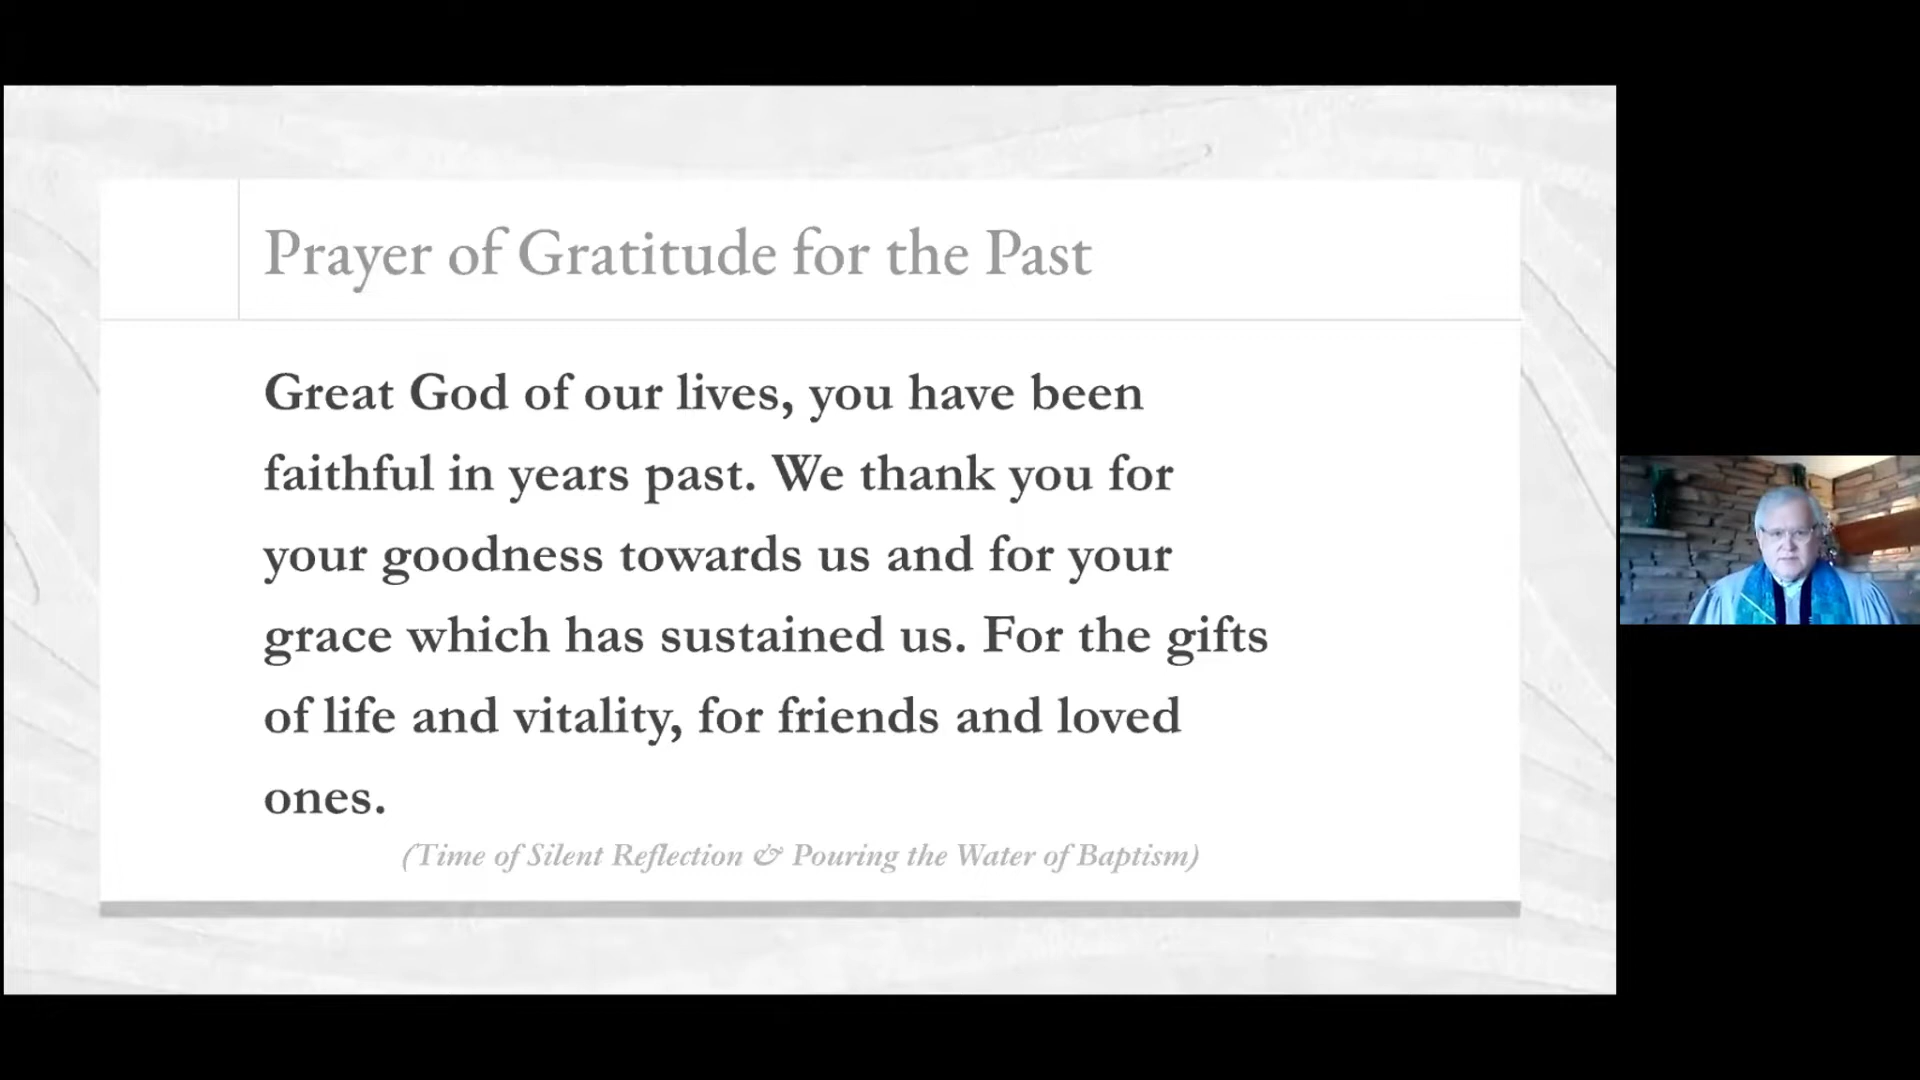 Prayer of Gratitude for the Past
Great God of our lives, you have been
faithful in years past. We thank you for
your goodness towards us and for your
grace which has sustained us. For the gifts
of life and vitality, for friends and loved
ones.
(Time of Silent Reflection & Pouring the Water of Baptism)